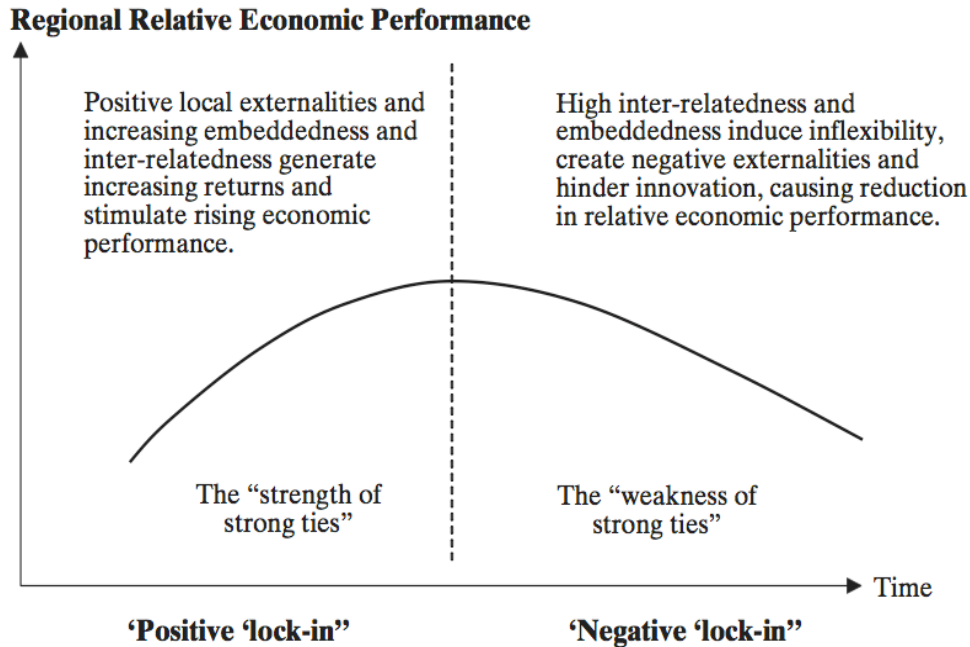 Regional Relative Economic Performance
Positive local externalities and
increasing embeddedness and
inter-relatedness generate
increasing returns and
stimulate rising economic
performance.
High inter-relatedness and
embeddedness induce inflexibility,
create negative externalities and
hinder innovation, causing reduction
in relative economic performance.
The “strength of
strong ties”
The “weakness of
strong ties”
Time
‘Positive ‘lock-in”
‘Negative ‘lock-in”